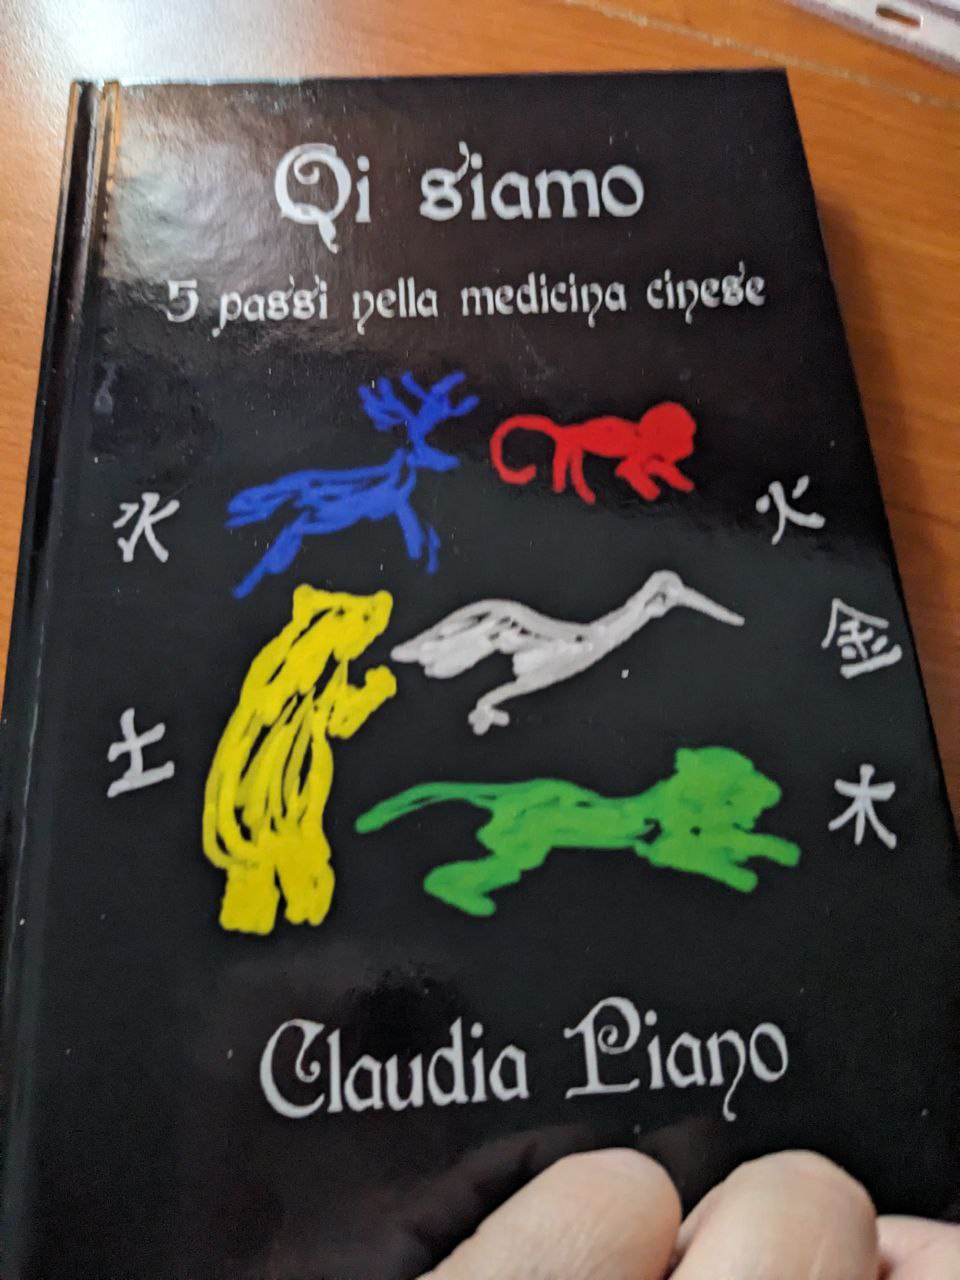 Qi siamo
5 passi nella medicina cinese
水
火
金
土
木
Claudia Piano